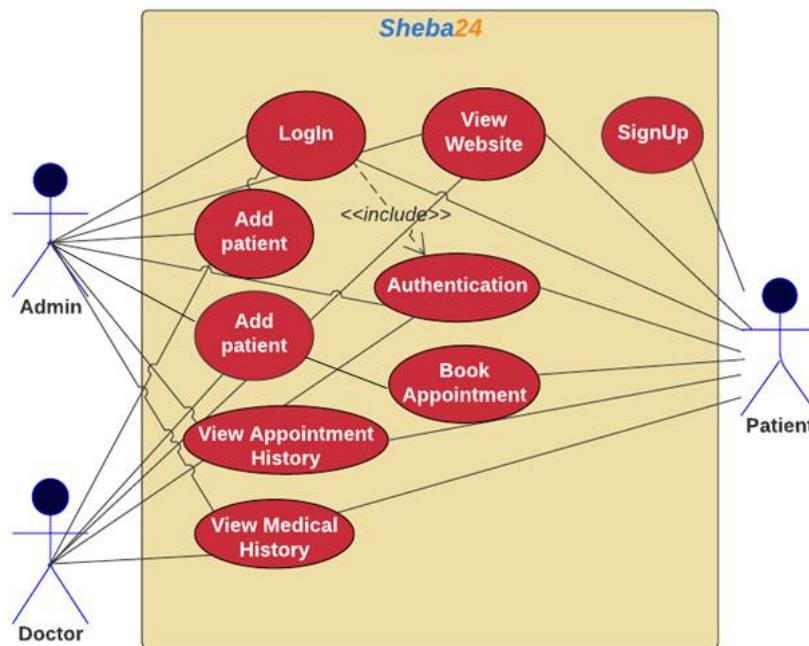 Sheba24
LogIn
View
Website
SignUp
<<include>>
Add
patient
Admin
Authentication
Add
patient
Book
Appointment
Patient
View Appointment
History
View Medical
History
Doctor